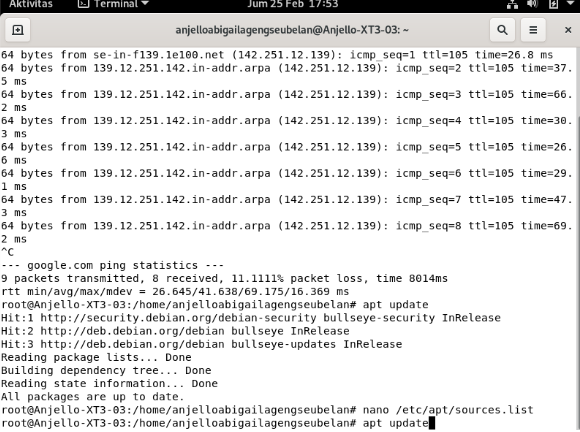 Aktivitas Terminal Jum 25 Feb 17:53
anjelloabigailagengseubelan@Anjello-XT3-03: ~
64 bytes from se-in-f139.1e100.net (142.251.12.139): icmp_seq=1 ttl=105 time=26.8 ms
64 bytes from 139.12.251.142.in-addr.arpa (142.251.12.139): icmp_seq=2 ttl=105 time=37.
5 ms
64 bytes from 139.12.251.142.in-addr.arpa (142.251.12.139): icmp_seq=3 ttl=105 time=66.
2 ms
64 bytes from 139.12.251.142.in-addr.arpa (142.251.12.139): icmp_seq=4 ttl=105 time=30.
3 ms
64 bytes from 139.12.251.142.in-addr.arpa (142.251.12.139): icmp_seq=5 ttl=105 time=26.
6 ms
64 bytes from 139.12.251.142.in-addr.arpa (142.251.12.139): icmp_seq=6 ttl=105 time=29.
1 ms
64 bytes from 139.12.251.142.in-addr.arpa (142.251.12.139): icmp_seq=7 ttl=105 time=47.
3 ms
64 bytes from 139.12.251.142.in-addr.arpa (142.251.12.139): icmp_seq=8 ttl=105 time=69.
2 ms
^C
--- google.com ping statistics ---
9 packets transmitted, 8 received, 11.1111% packet loss, time 8014ms
rtt min/avg/max/mdev = 26.645/41.638/69.175/16.369 ms
root@Anjello-XT3-03:/home/anjelloabigailagengseubelan# apt update
Hit:1 http://security.debian.org/debian-security bullseye-security InRelease
Hit:2 http://deb.debian.org/debian bullseye InRelease
Hit:3 http://deb.debian.org/debian bullseye-updates InRelease
Reading package lists... Done
Building dependency tree... Done
Reading state information... Done
All packages are up to date.
root@Anjello-XT3-03:/home/anjelloabigailagengseubelan# nano /etc/apt/sources.list
root@Anjello-XT3-03:/home/anjelloabigailagengseubelan# apt update